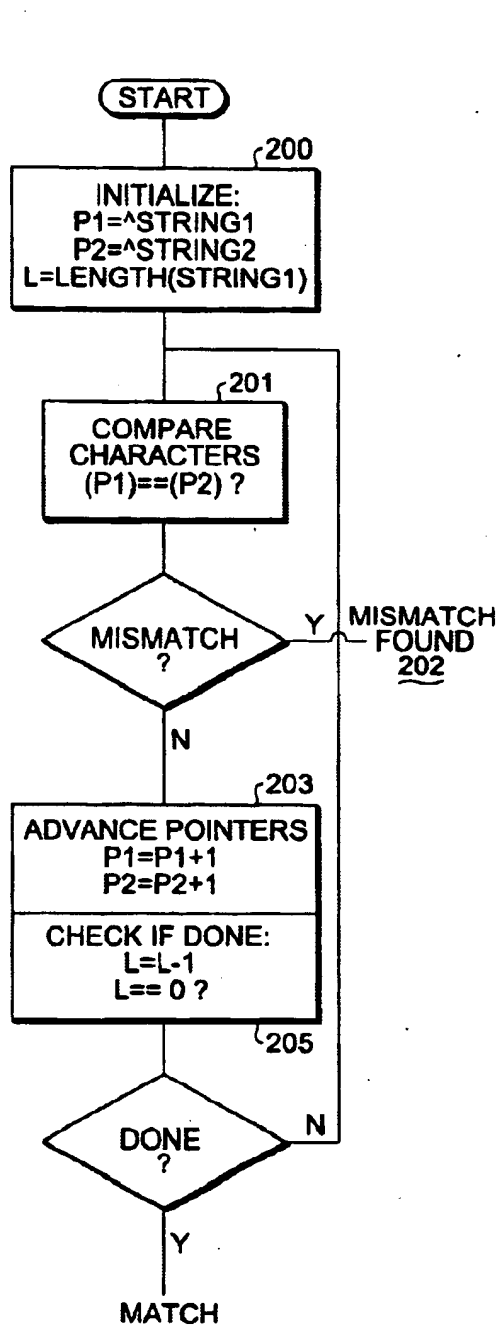 START
200
INITIALIZE:
P1=^STRING1
P2=^STRING2
L=LENGTH(STRING1)
201
COMPARE
CHARACTERS
(P1)==(P2) ?
MISMATCH
?
Y
MISMATCH
FOUND
202
N
203
ADVANCE POINTERS
P1=P1+1
P2=P2+1
CHECK IF DONE:
L=L-1
L== 0 ?
205
DONE
?
N
Y
MATCH